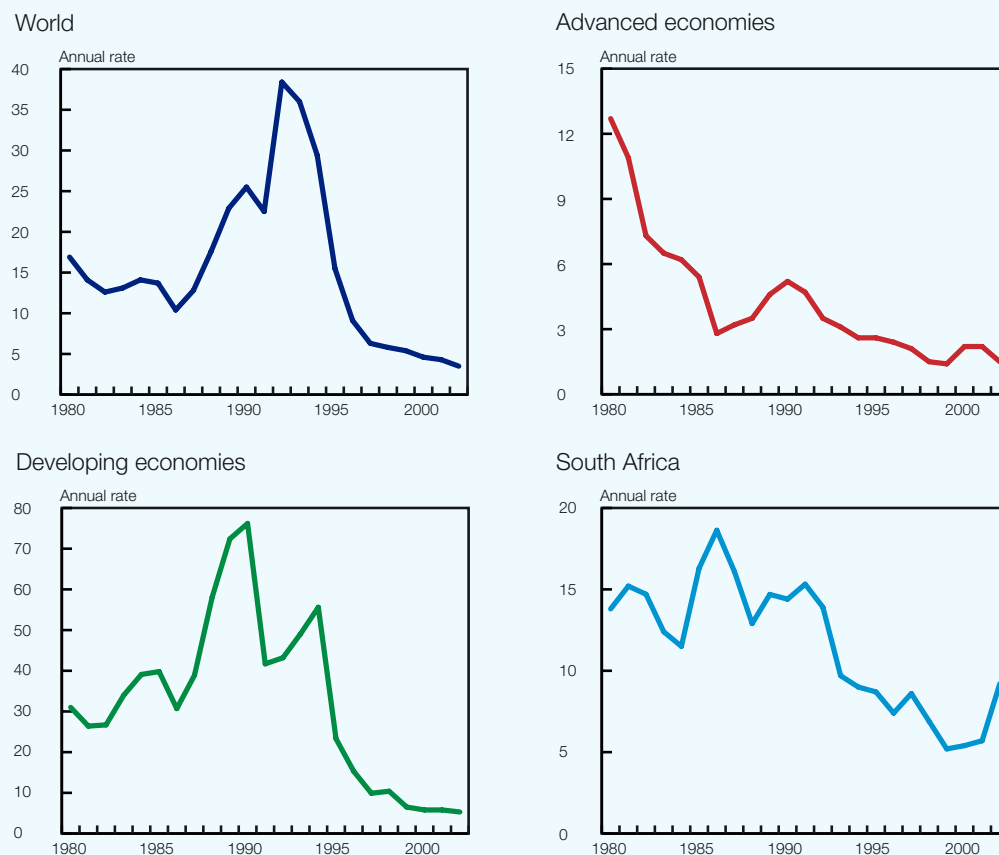 World
Annual rate
40
35
30
25
20
15
10
5
0
1980 1985 1990 1995 2000
Advanced economies
Annual rate
15
12
9
6
3
0
1980 1985 1990 1995 2000
Developing economies
Annual rate
80
70
60
50
40
30
20
10
0
1980 1985 1990 1995 2000
South Africa
Annual rate
20
15
10
5
0
1980 1985 1990 1995 2000